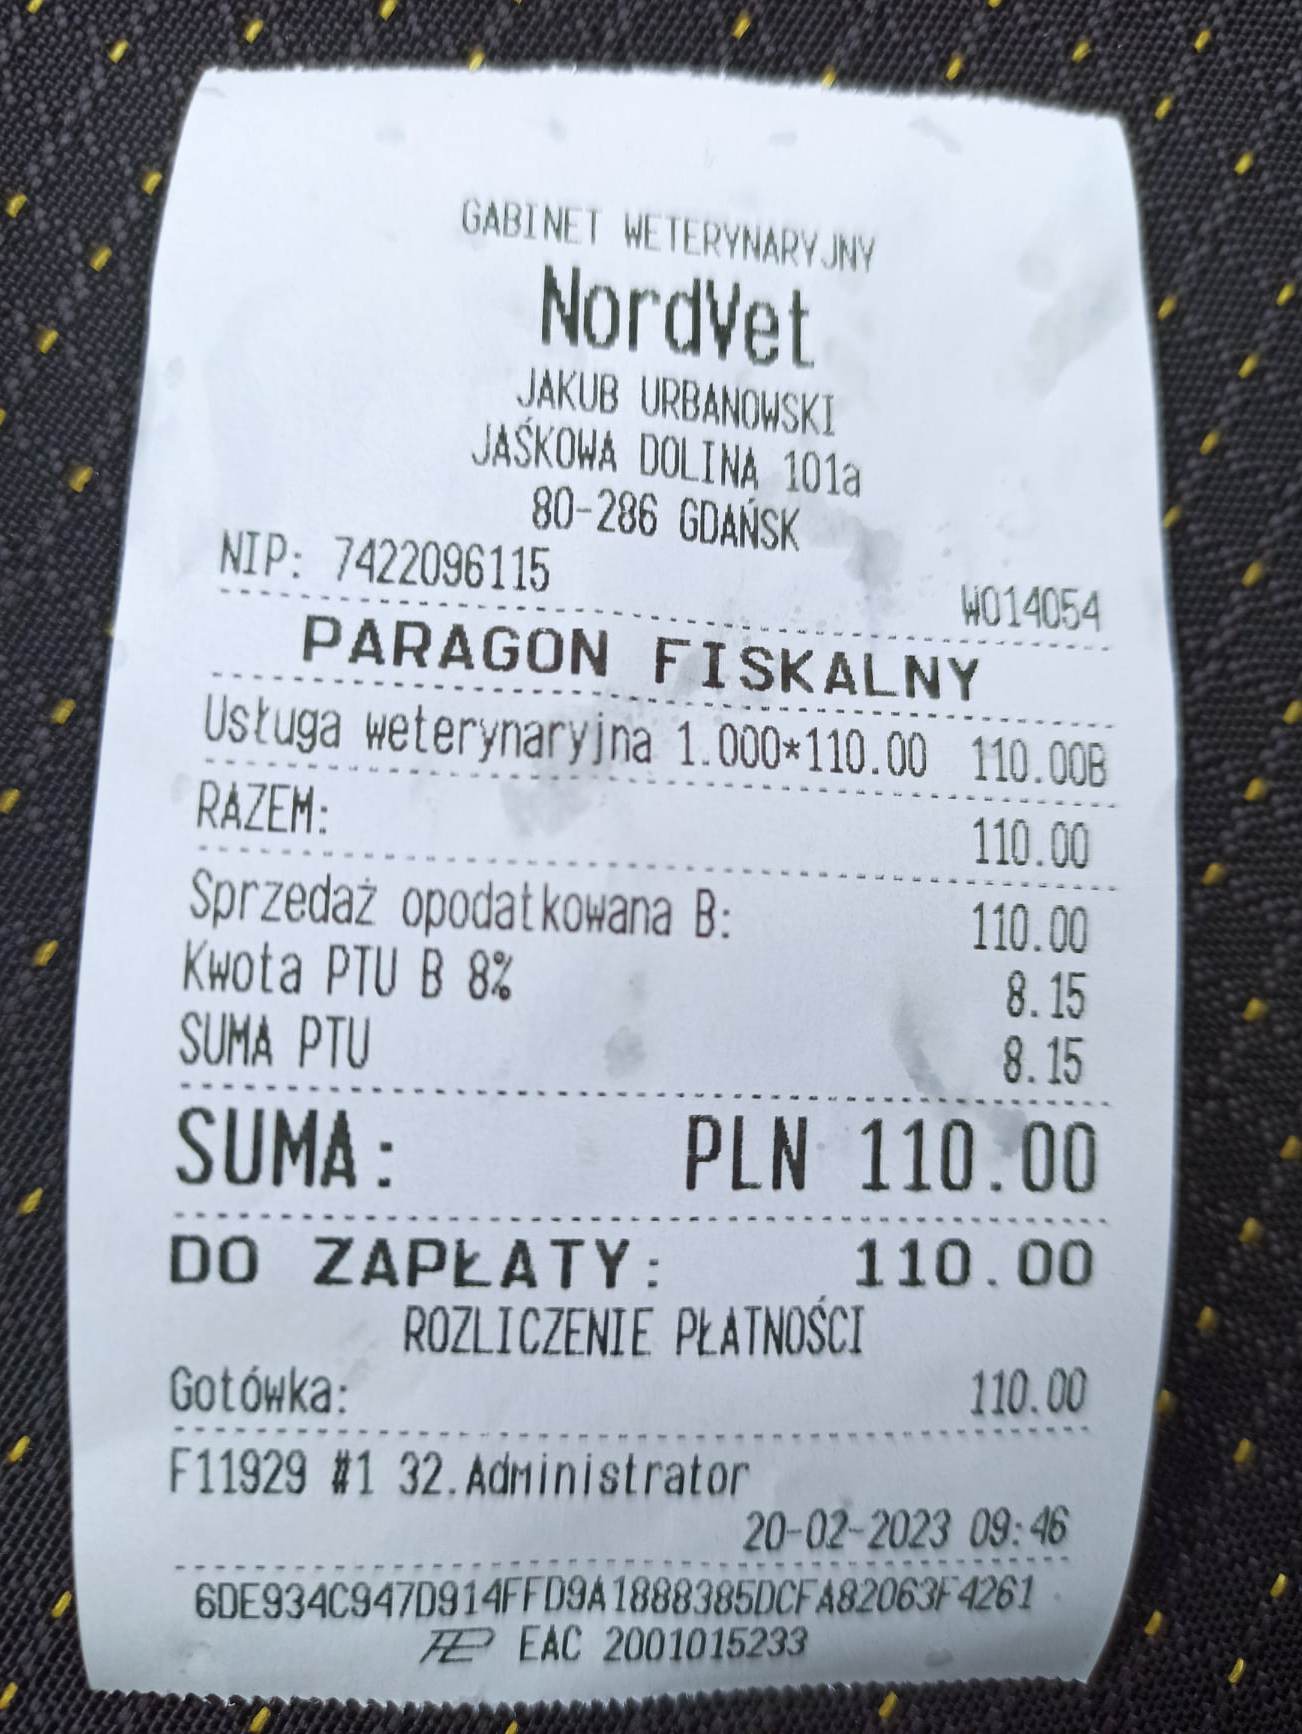 GABINET WETERYNARYJNY
NordVet
JAKUB URBANOWSKI
JAŚKOWA DOLINA 101a
80-286 GDAŃSK
NIP: 7422096115 W014054
PARAGON FISKALNY
Usługa weterynaryjna 1.000*110.00 110.00B
RAZEM: 110.00
Sprzedaż opodatkowana B: 110.00
Kwota PTU B 8% 8.15
SUMA PTU 8.15
SUMA: PLN 110.00
DO ZAPŁATY: 110.00
ROZLICZENIE PŁATNOŚCI
Gotówka: 110.00
F11929 #1 32.Administrator
20-02-2023 09:46
6DE934C947D914FFD9A1888385DCFA82063F4261
EAC 2001015233